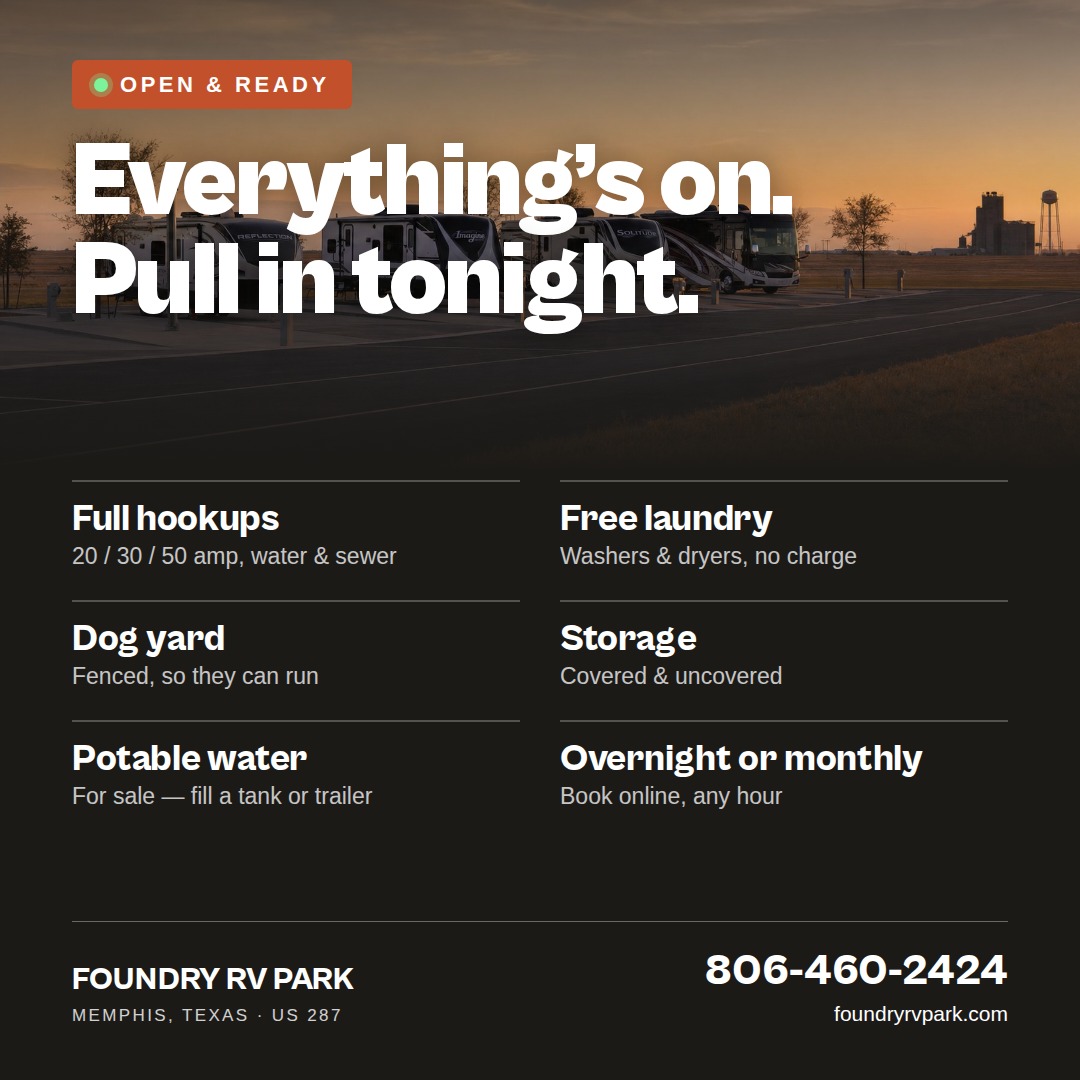 OPEN & READY
Everything’s on.
Pull in tonight.
REFLECTION
Imagine
SOLITUDE
Full hookups
20 / 30 / 50 amp, water & sewer
Free laundry
Washers & dryers, no charge
Dog yard
Fenced, so they can run
Storage
Covered & uncovered
Potable water
For sale — fill a tank or trailer
Overnight or monthly
Book online, any hour
FOUNDRY RV PARK
MEMPHIS, TEXAS · US 287
806-460-2424
foundryrvpark.com